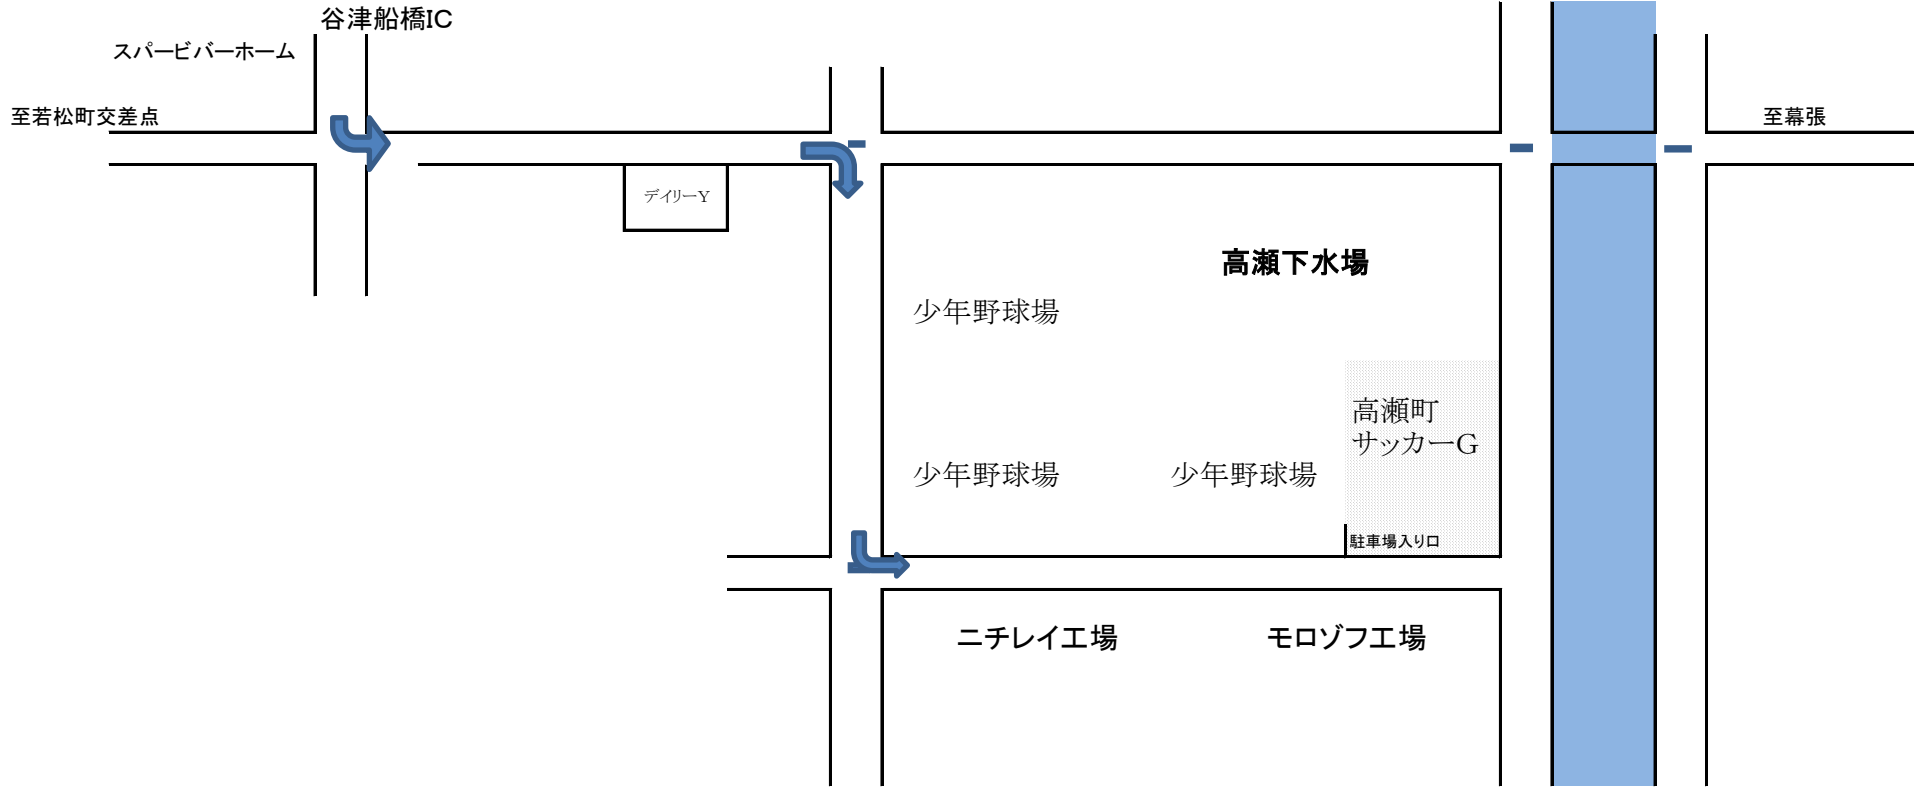 谷津船橋IC
スパービバーホーム
至若松町交差点
至幕張
デイリーY
高瀬下水場
少年野球場
高瀬町
サッカーG
少年野球場
少年野球場
駐車場入り口
ニチレイ工場
モロゾフ工場